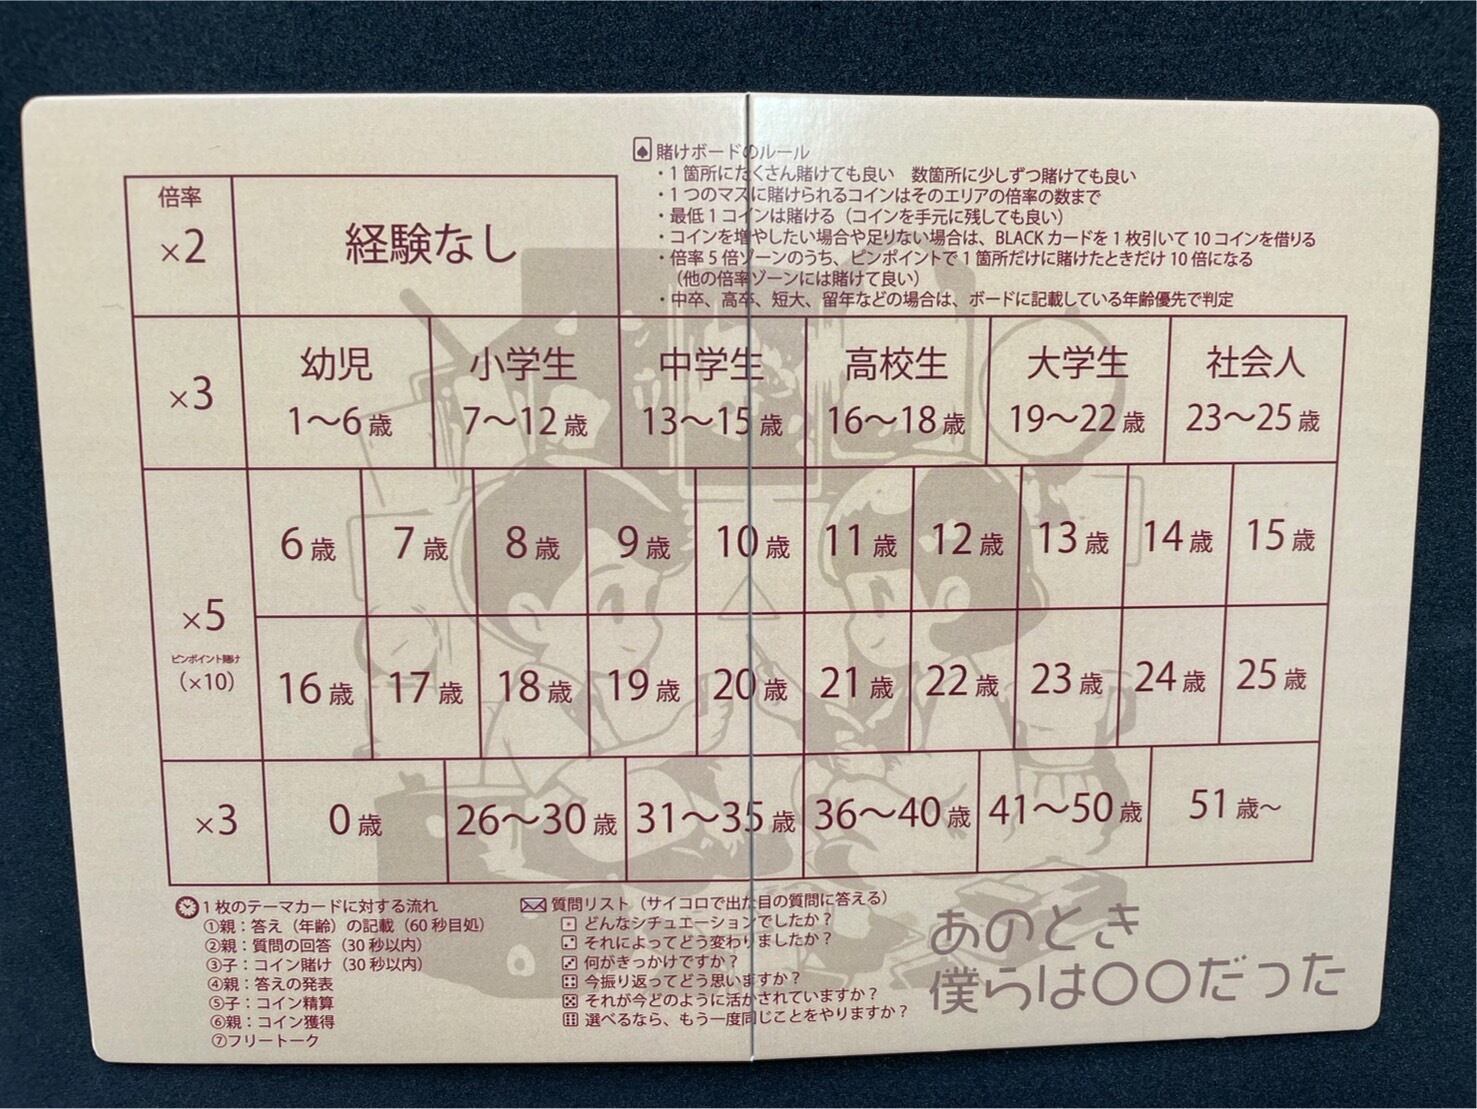 賭けボードのルール
・1箇所にたくさん賭けても良い 数箇所に少しずつ賭けても良い
・1つのマスに賭けられるコインはそのエリアの倍率の数まで
・最低1コインは賭ける（コインを手元に残しても良い）
・コインを増やしたい場合や足りない場合は、BLACKカードを1枚引いて10コインを借りる
・倍率5倍ゾーンのうち、ピンポイントで1箇所だけに賭けたときだけ10倍になる
（他の倍率ゾーンには賭けて良い）
・中卒、高卒、短大、留年などの場合は、ボードに記載している年齢優先で判定
倍率
×2
経験なし
×3
幼児 小学生 中学生 高校生 大学生 社会人
1〜6歳 7〜12歳 13〜15歳 16〜18歳 19〜22歳 23〜25歳
6歳 7歳 8歳 9歳 10歳 11歳 12歳 13歳 14歳 15歳
×5
ピンポイント賭け
（×10）
16歳 17歳 18歳 19歳 20歳 21歳 22歳 23歳 24歳 25歳
×3 0歳 26〜30歳 31〜35歳 36〜40歳 41〜50歳 51歳〜
1枚のテーマカードに対する流れ
①親：答え（年齢）の記載（60秒目処）
②親：質問の回答（30秒以内）
③子：コイン賭け（30秒以内）
④親：答えの発表
⑤子：コイン精算
⑥親：コイン獲得
⑦フリートーク
質問リスト（サイコロで出た目の質問に答える）
⚀ どんなシチュエーションでしたか？
⚁ それによってどう変わりましたか？
⚂ 何がきっかけですか？
⚃ 今振り返ってどう思いますか？
⚄ それが今どのように活かされていますか？
⚅ 選べるなら、もう一度同じことをやりますか？
あのとき
僕らは〇〇だった